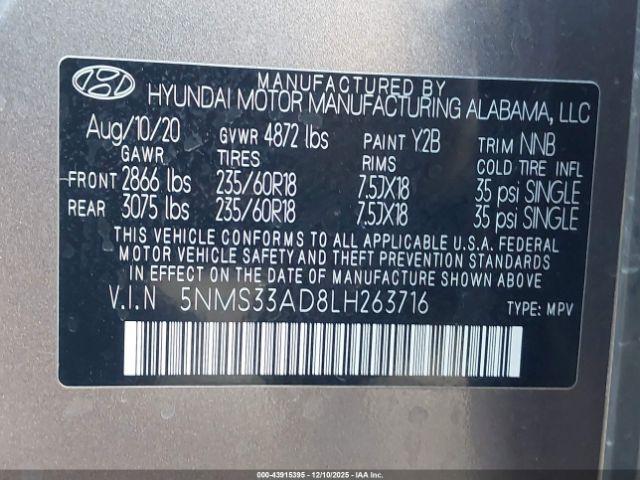 MANUFACTURED BY
HYUNDAI MOTOR MANUFACTURING ALABAMA, LLC
Aug/10/20 GVWR 4872 lbs PAINT Y2B TRIM NNB
GAWR TIRES RIMS COLD TIRE INFL
FRONT 2866 lbs 235/60R18 7.5JX18 35 psi SINGLE
REAR 3075 lbs 235/60R18 7.5JX18 35 psi SINGLE
THIS VEHICLE CONFORMS TO ALL APPLICABLE U.S.A. FEDERAL
MOTOR VEHICLE SAFETY AND THEFT PREVENTION STANDARDS
IN EFFECT ON THE DATE OF MANUFACTURE SHOWN ABOVE.
V.I.N 5NMS33AD8LH263716 TYPE: MPV
000-43915395 - 12/10/2025 - IAAI.COM